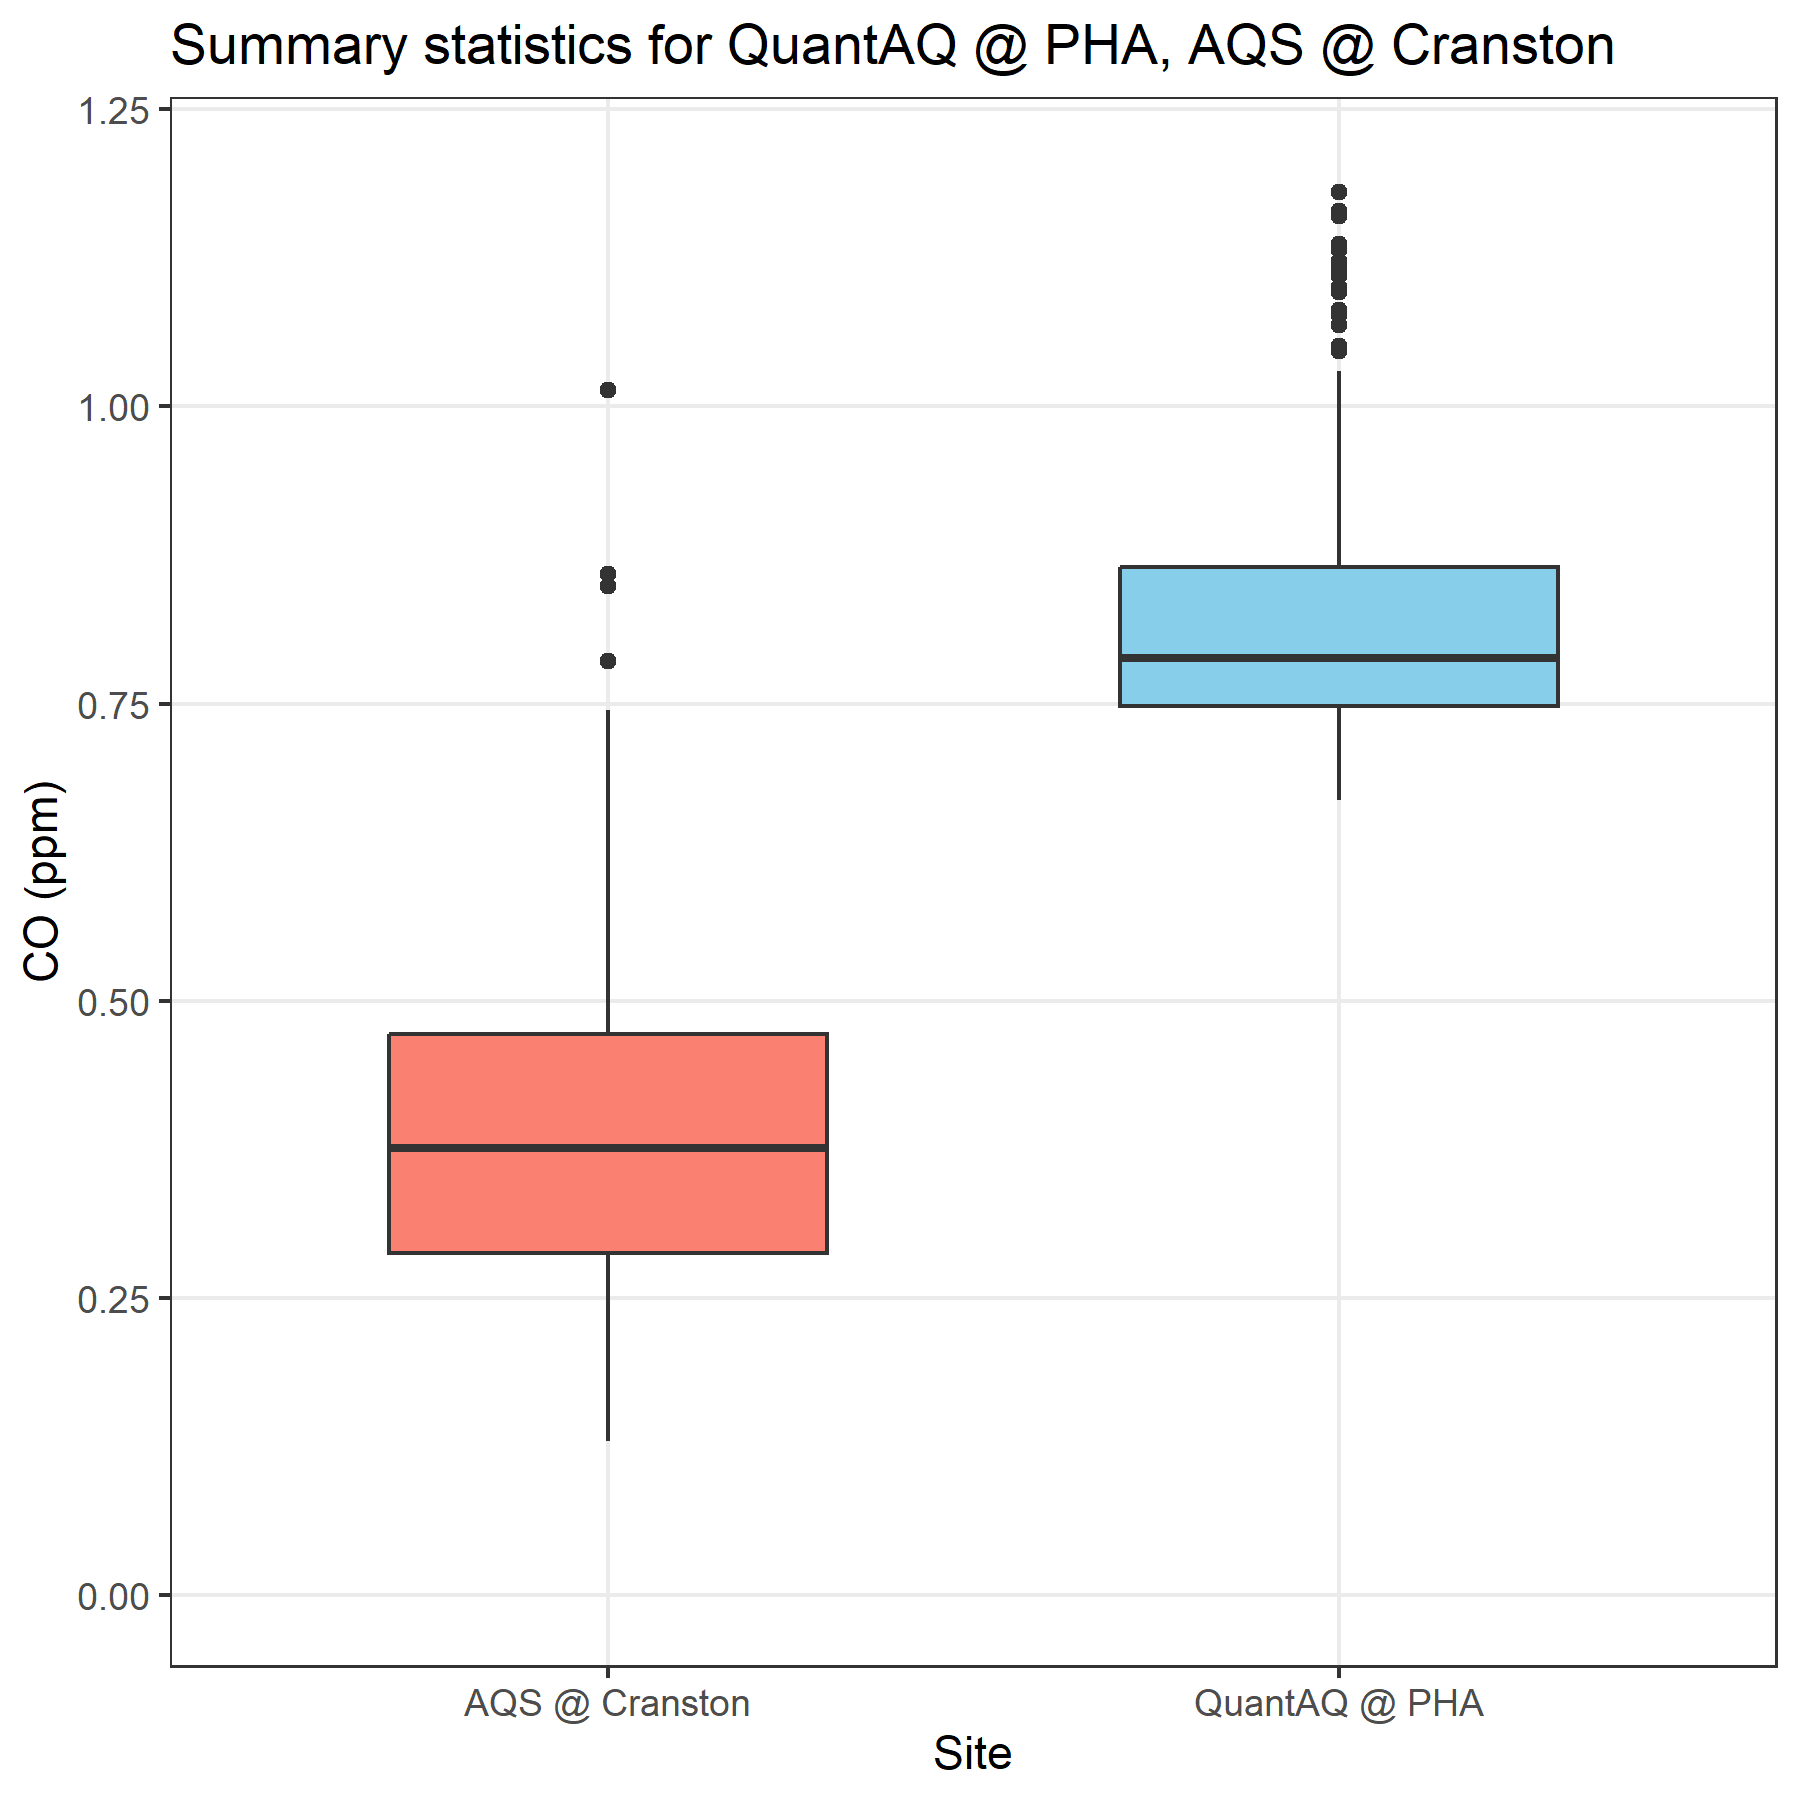 Summary statistics for QuantAQ @ PHA, AQS @ Cranston
1.25
1.00
0.75
0.50
0.25
0.00
CO (ppm)
AQS @ Cranston
QuantAQ @ PHA
Site